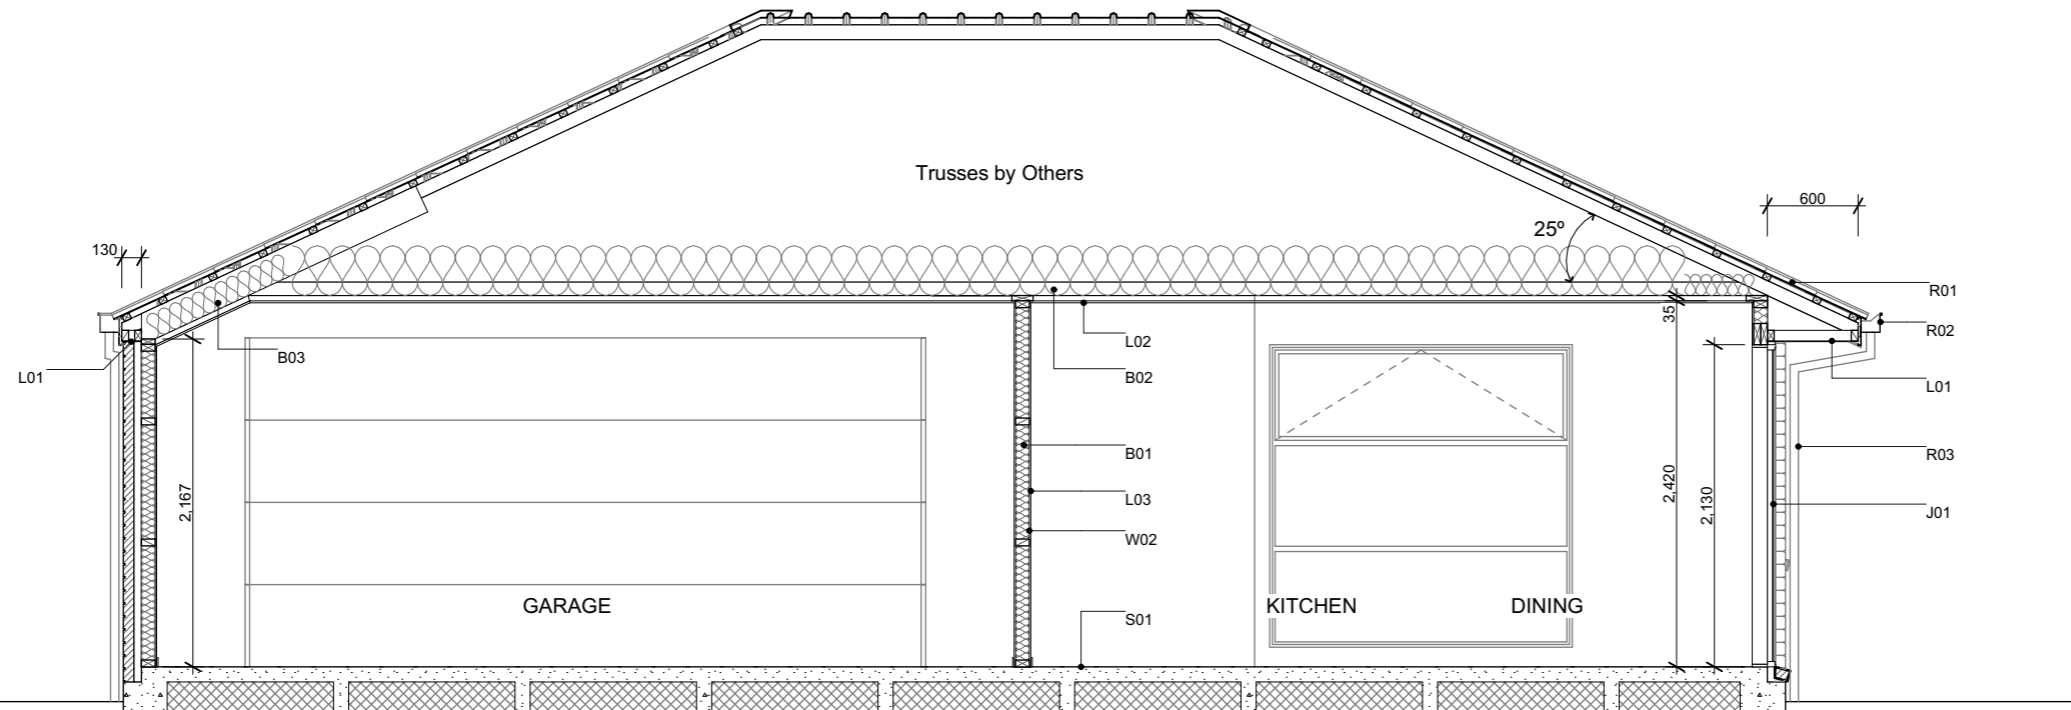 Trusses by Others
600
25º
130
R01
35
R02
L02
B03
L01
B02
L01
B01
R03
2,420
2,167
L03
2,130
J01
W02
GARAGE
KITCHEN
DINING
S01